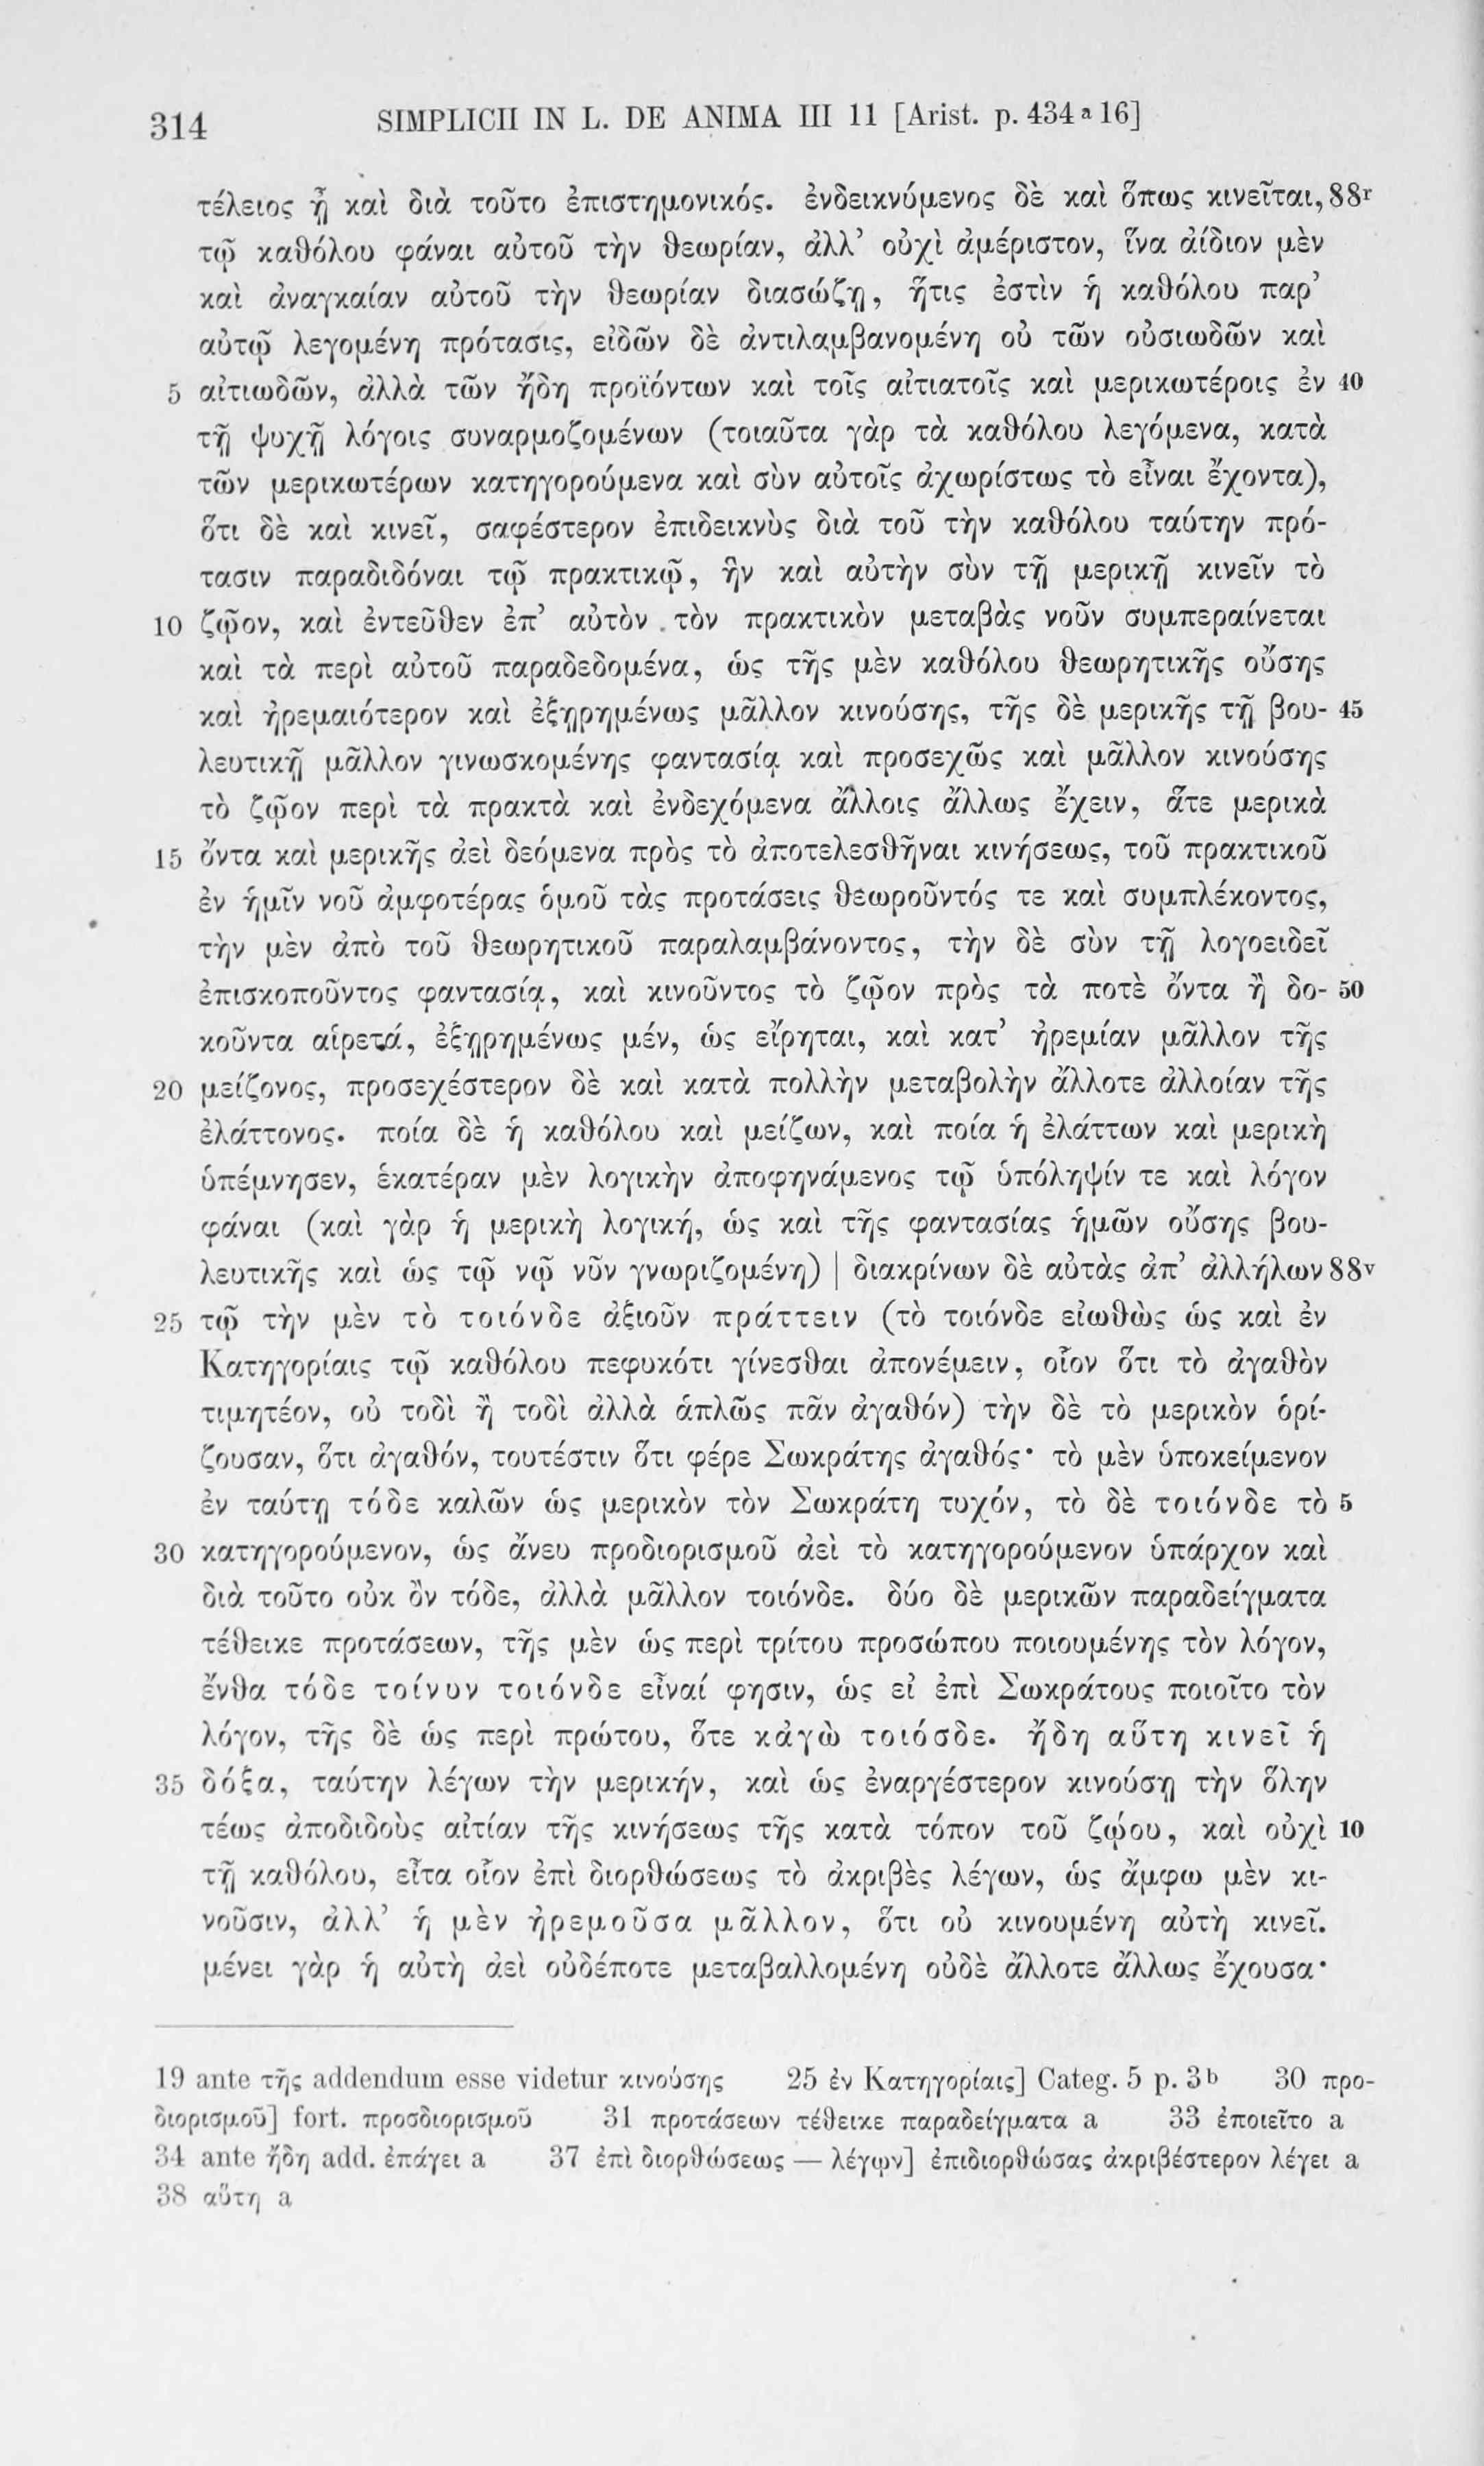 314 SIMPLICII IN L. DE ANIMA III 11 [Arist. p. 434 a 16]
τέλειος ᾖ καὶ διὰ τοῦτο ἐπιστημονικός. ἐνδεικνύμενος δὲ καὶ ὅπως κινεῖται, 88r
τῷ καθόλου φάναι αὐτοῦ τὴν θεωρίαν, ἀλλ’ οὐχὶ ἀμέριστον, ἵνα ἀίδιον μὲν
καὶ ἀναγκαίαν αὐτοῦ τὴν θεωρίαν διασώζῃ, ἥτις ἐστὶν ἡ καθόλου παρ’
αὐτῷ λεγομένη πρότασις, εἰδῶν δὲ ἀντιλαμβανομένη οὐ τῶν οὐσιωδῶν καὶ
5 αἰτιωδῶν, ἀλλὰ τῶν ἤδη προϊόντων καὶ τοῖς αἰτιατοῖς καὶ μερικωτέροις ἐν 40
τῇ ψυχῇ λόγοις συναρμοζομένων (τοιαῦτα γὰρ τὰ καθόλου λεγόμενα, κατὰ
τῶν μερικωτέρων κατηγορούμενα καὶ σὺν αὐτοῖς ἀχωρίστως τὸ εἶναι ἔχοντα),
ὅτι δὲ καὶ κινεῖ, σαφέστερον ἐπιδεικνὺς διὰ τοῦ τὴν καθόλου ταύτην πρό-
τασιν παραδιδόναι τῷ πρακτικῷ, ἣν καὶ αὐτὴν σὺν τῇ μερικῇ κινεῖν τὸ
10 ζῷον, καὶ ἐντεῦθεν ἐπ’ αὐτὸν τὸν πρακτικὸν μεταβὰς νοῦν συμπεραίνεται
καὶ τὰ περὶ αὐτοῦ παραδεδομένα, ὡς τῆς μὲν καθόλου θεωρητικῆς οὔσης
καὶ ἠρεμαιότερον καὶ ἐξῃρημένως μᾶλλον κινούσης, τῆς δὲ μερικῆς τῇ βου- 45
λευτικῇ μᾶλλον γινωσκομένης φαντασίᾳ καὶ προσεχῶς καὶ μᾶλλον κινούσης
τὸ ζῷον περὶ τὰ πρακτὰ καὶ ἐνδεχόμενα ἄλλοις ἄλλως ἔχειν, ἅτε μερικὰ
15 ὄντα καὶ μερικῆς ἀεὶ δεόμενα πρὸς τὸ ἀποτελεσθῆναι κινήσεως, τοῦ πρακτικοῦ
ἐν ἡμῖν νοῦ ἀμφοτέρας ὁμοῦ τὰς προτάσεις θεωροῦντός τε καὶ συμπλέκοντος,
τὴν μὲν ἀπὸ τοῦ θεωρητικοῦ παραλαμβάνοντος, τὴν δὲ σὺν τῇ λογοειδεῖ
ἐπισκοποῦντος φαντασίᾳ, καὶ κινοῦντος τὸ ζῷον πρὸς τὰ ποτὲ ὄντα ἢ δο- 50
κοῦντα αἱρετά, ἐξῃρημένως μέν, ὡς εἴρηται, καὶ κατ’ ἠρεμίαν μᾶλλον τῆς
20 μείζονος, προσεχέστερον δὲ καὶ κατὰ πολλὴν μεταβολὴν ἄλλοτε ἀλλοίαν τῆς
ἐλάττονος. ποία δὲ ἡ καθόλου καὶ μείζων, καὶ ποία ἡ ἐλάττων καὶ μερικὴ
ὑπέμνησεν, ἑκατέραν μὲν λογικὴν ἀποφηνάμενος τῷ ὑπόληψίν τε καὶ λόγον
φάναι (καὶ γὰρ ἡ μερικὴ λογική, ὡς καὶ τῆς φαντασίας ἡμῶν οὔσης βου-
λευτικῆς καὶ ὡς τῷ νῷ νῦν γνωριζομένη) | διακρίνων δὲ αὐτὰς ἀπ’ ἀλλήλων 88v
25 τῷ τὴν μὲν τὸ τοιόνδε ἀξιοῦν πράττειν (τὸ τοιόνδε εἰωθὼς ὡς καὶ ἐν
Κατηγορίαις τῷ καθόλου πεφυκότι γίνεσθαι ἀπονέμειν, οἷον ὅτι τὸ ἀγαθὸν
τιμητέον, οὐ τοδὶ ἢ τοδὶ ἀλλὰ ἁπλῶς πᾶν ἀγαθόν) τὴν δὲ τὸ μερικὸν ὁρί-
ζουσαν, ὅτι ἀγαθόν, τουτέστιν ὅτι φέρε Σωκράτης ἀγαθός· τὸ μὲν ὑποκείμενον
ἐν ταύτῃ τόδε καλῶν ὡς μερικὸν τὸν Σωκράτη τυχόν, τὸ δὲ τοιόνδε τὸ 5
30 κατηγορούμενον, ὡς ἄνευ προδιορισμοῦ ἀεὶ τὸ κατηγορούμενον ὑπάρχον καὶ
διὰ τοῦτο οὐκ ὂν τόδε, ἀλλὰ μᾶλλον τοιόνδε. δύο δὲ μερικῶν παραδείγματα
τέθεικε προτάσεων, τῆς μὲν ὡς περὶ τρίτου προσώπου ποιουμένης τὸν λόγον,
ἔνθα τόδε τοίνυν τοιόνδε εἶναί φησιν, ὡς εἰ ἐπὶ Σωκράτους ποιοῖτο τὸν
λόγον, τῆς δὲ ὡς περὶ πρώτου, ὅτε κἀγὼ τοιόσδε. ἤδη αὕτη κινεῖ ἡ
35 δόξα, ταύτην λέγων τὴν μερικήν, καὶ ὡς ἐναργέστερον κινούσῃ τὴν ὅλην
τέως ἀποδιδοὺς αἰτίαν τῆς κινήσεως τῆς κατὰ τόπον τοῦ ζῴου, καὶ οὐχὶ 10
τῇ καθόλου, εἶτα οἷον ἐπὶ διορθώσεως τὸ ἀκριβὲς λέγων, ὡς ἄμφω μὲν κι-
νοῦσιν, ἀλλ’ ἡ μὲν ἠρεμοῦσα μᾶλλον, ὅτι οὐ κινουμένη αὐτὴ κινεῖ.
μένει γὰρ ἡ αὐτὴ ἀεὶ οὐδέποτε μεταβαλλομένη οὐδὲ ἄλλοτε ἄλλως ἔχουσα·
19 ante τῆς addendum esse videtur κινούσης 25 ἐν Κατηγορίαις] Categ. 5 p. 3b 30 προ-
διορισμοῦ] fort. προσδιορισμοῦ 31 προτάσεων τέθεικε παραδείγματα a 33 ἐποιεῖτο a
34 ante ἤδη add. ἐπάγει a 37 ἐπὶ διορθώσεως — λέγων] ἐπιδιορθώσας ἀκριβέστερον λέγει a
38 αὕτη a